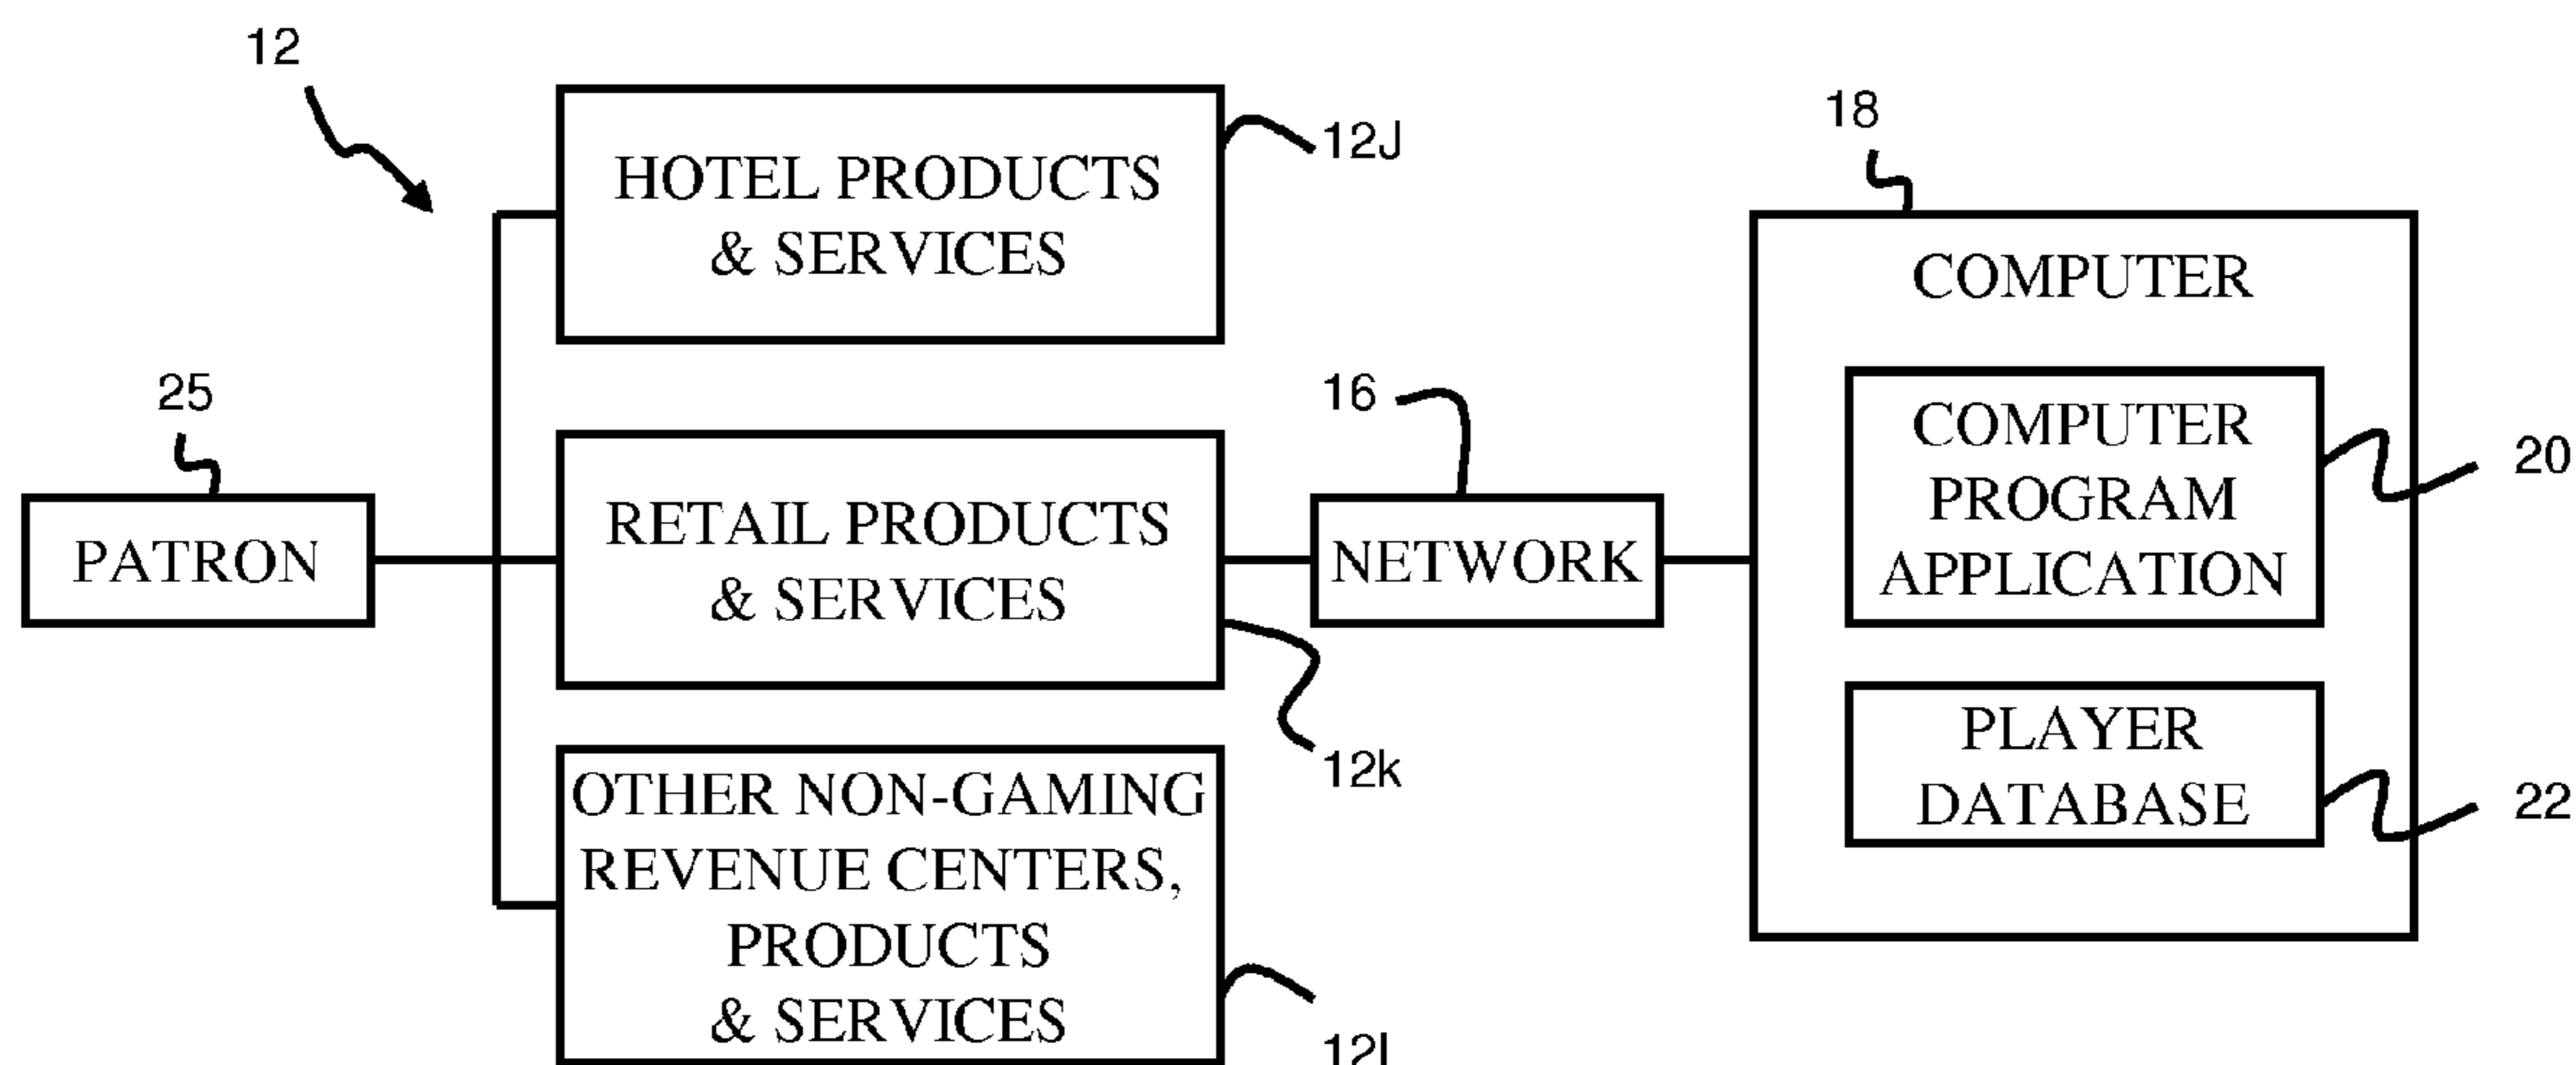 12
HOTEL PRODUCTS
& SERVICES
12J
25
PATRON
RETAIL PRODUCTS
& SERVICES
12k
OTHER NON-GAMING
REVENUE CENTERS,
PRODUCTS
& SERVICES
12l
16
NETWORK
18
COMPUTER
COMPUTER
PROGRAM
APPLICATION
20
PLAYER
DATABASE
22